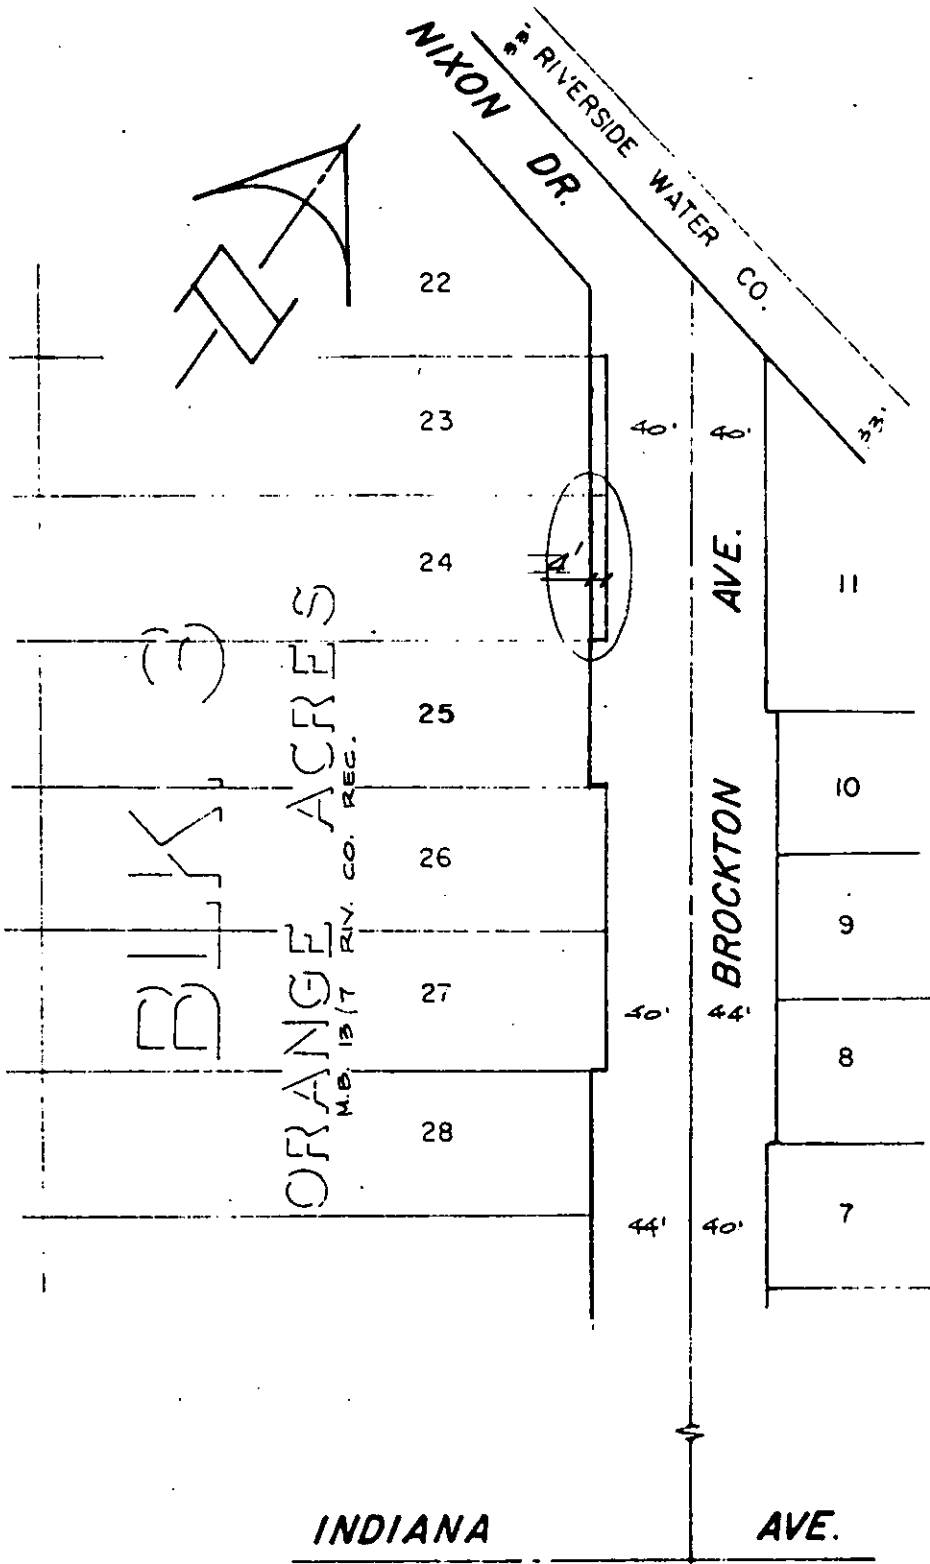 NIXON DR.
33' RIVERSIDE WATER CO. 33'
22
23
40' 40'
24
4'
AVE.
11
25
10
BLK. 3
ORANGE ACRES
M.B. 13/7 RIV. CO. REC.
26
BROCKTON
9
27
40' 44'
8
28
44' 40'
7
INDIANA AVE.
N